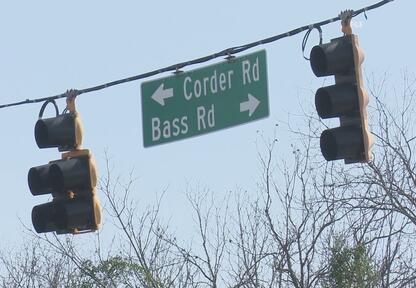 ← Corder Rd
Bass Rd →